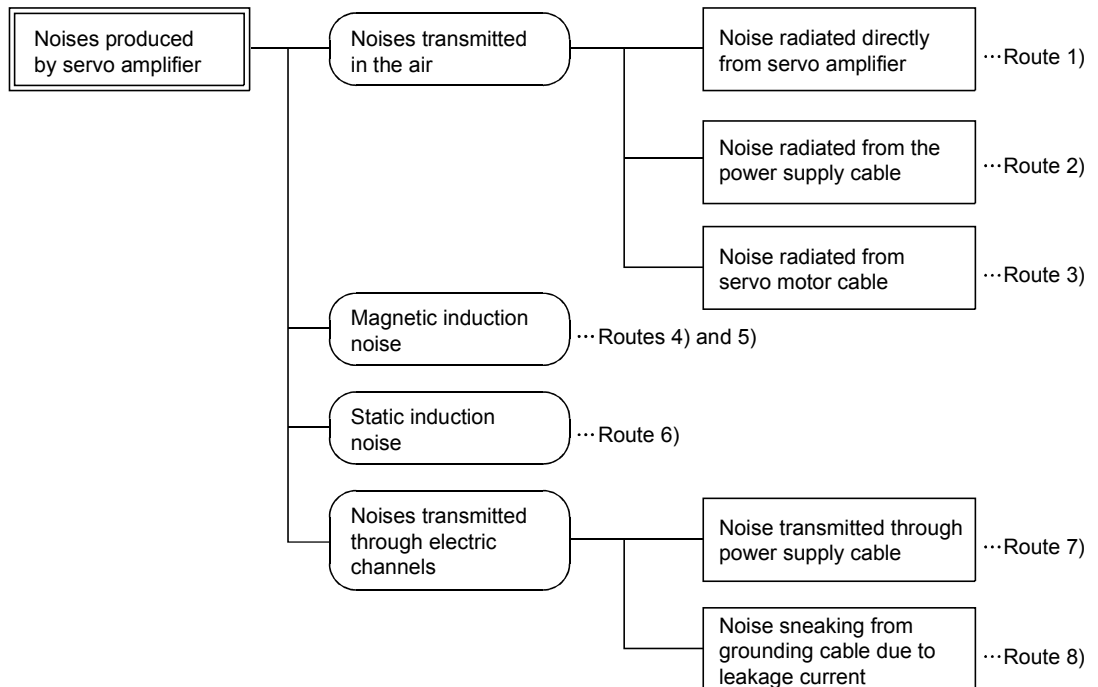 Noises produced
by servo amplifier
Noises transmitted
in the air
Noise radiated directly
from servo amplifier
···Route 1)
Noise radiated from the
power supply cable
···Route 2)
Noise radiated from
servo motor cable
···Route 3)
Magnetic induction
noise
···Routes 4) and 5)
Static induction
noise
···Route 6)
Noises transmitted
through electric
channels
Noise transmitted through
power supply cable
···Route 7)
Noise sneaking from
grounding cable due to
leakage current
···Route 8)